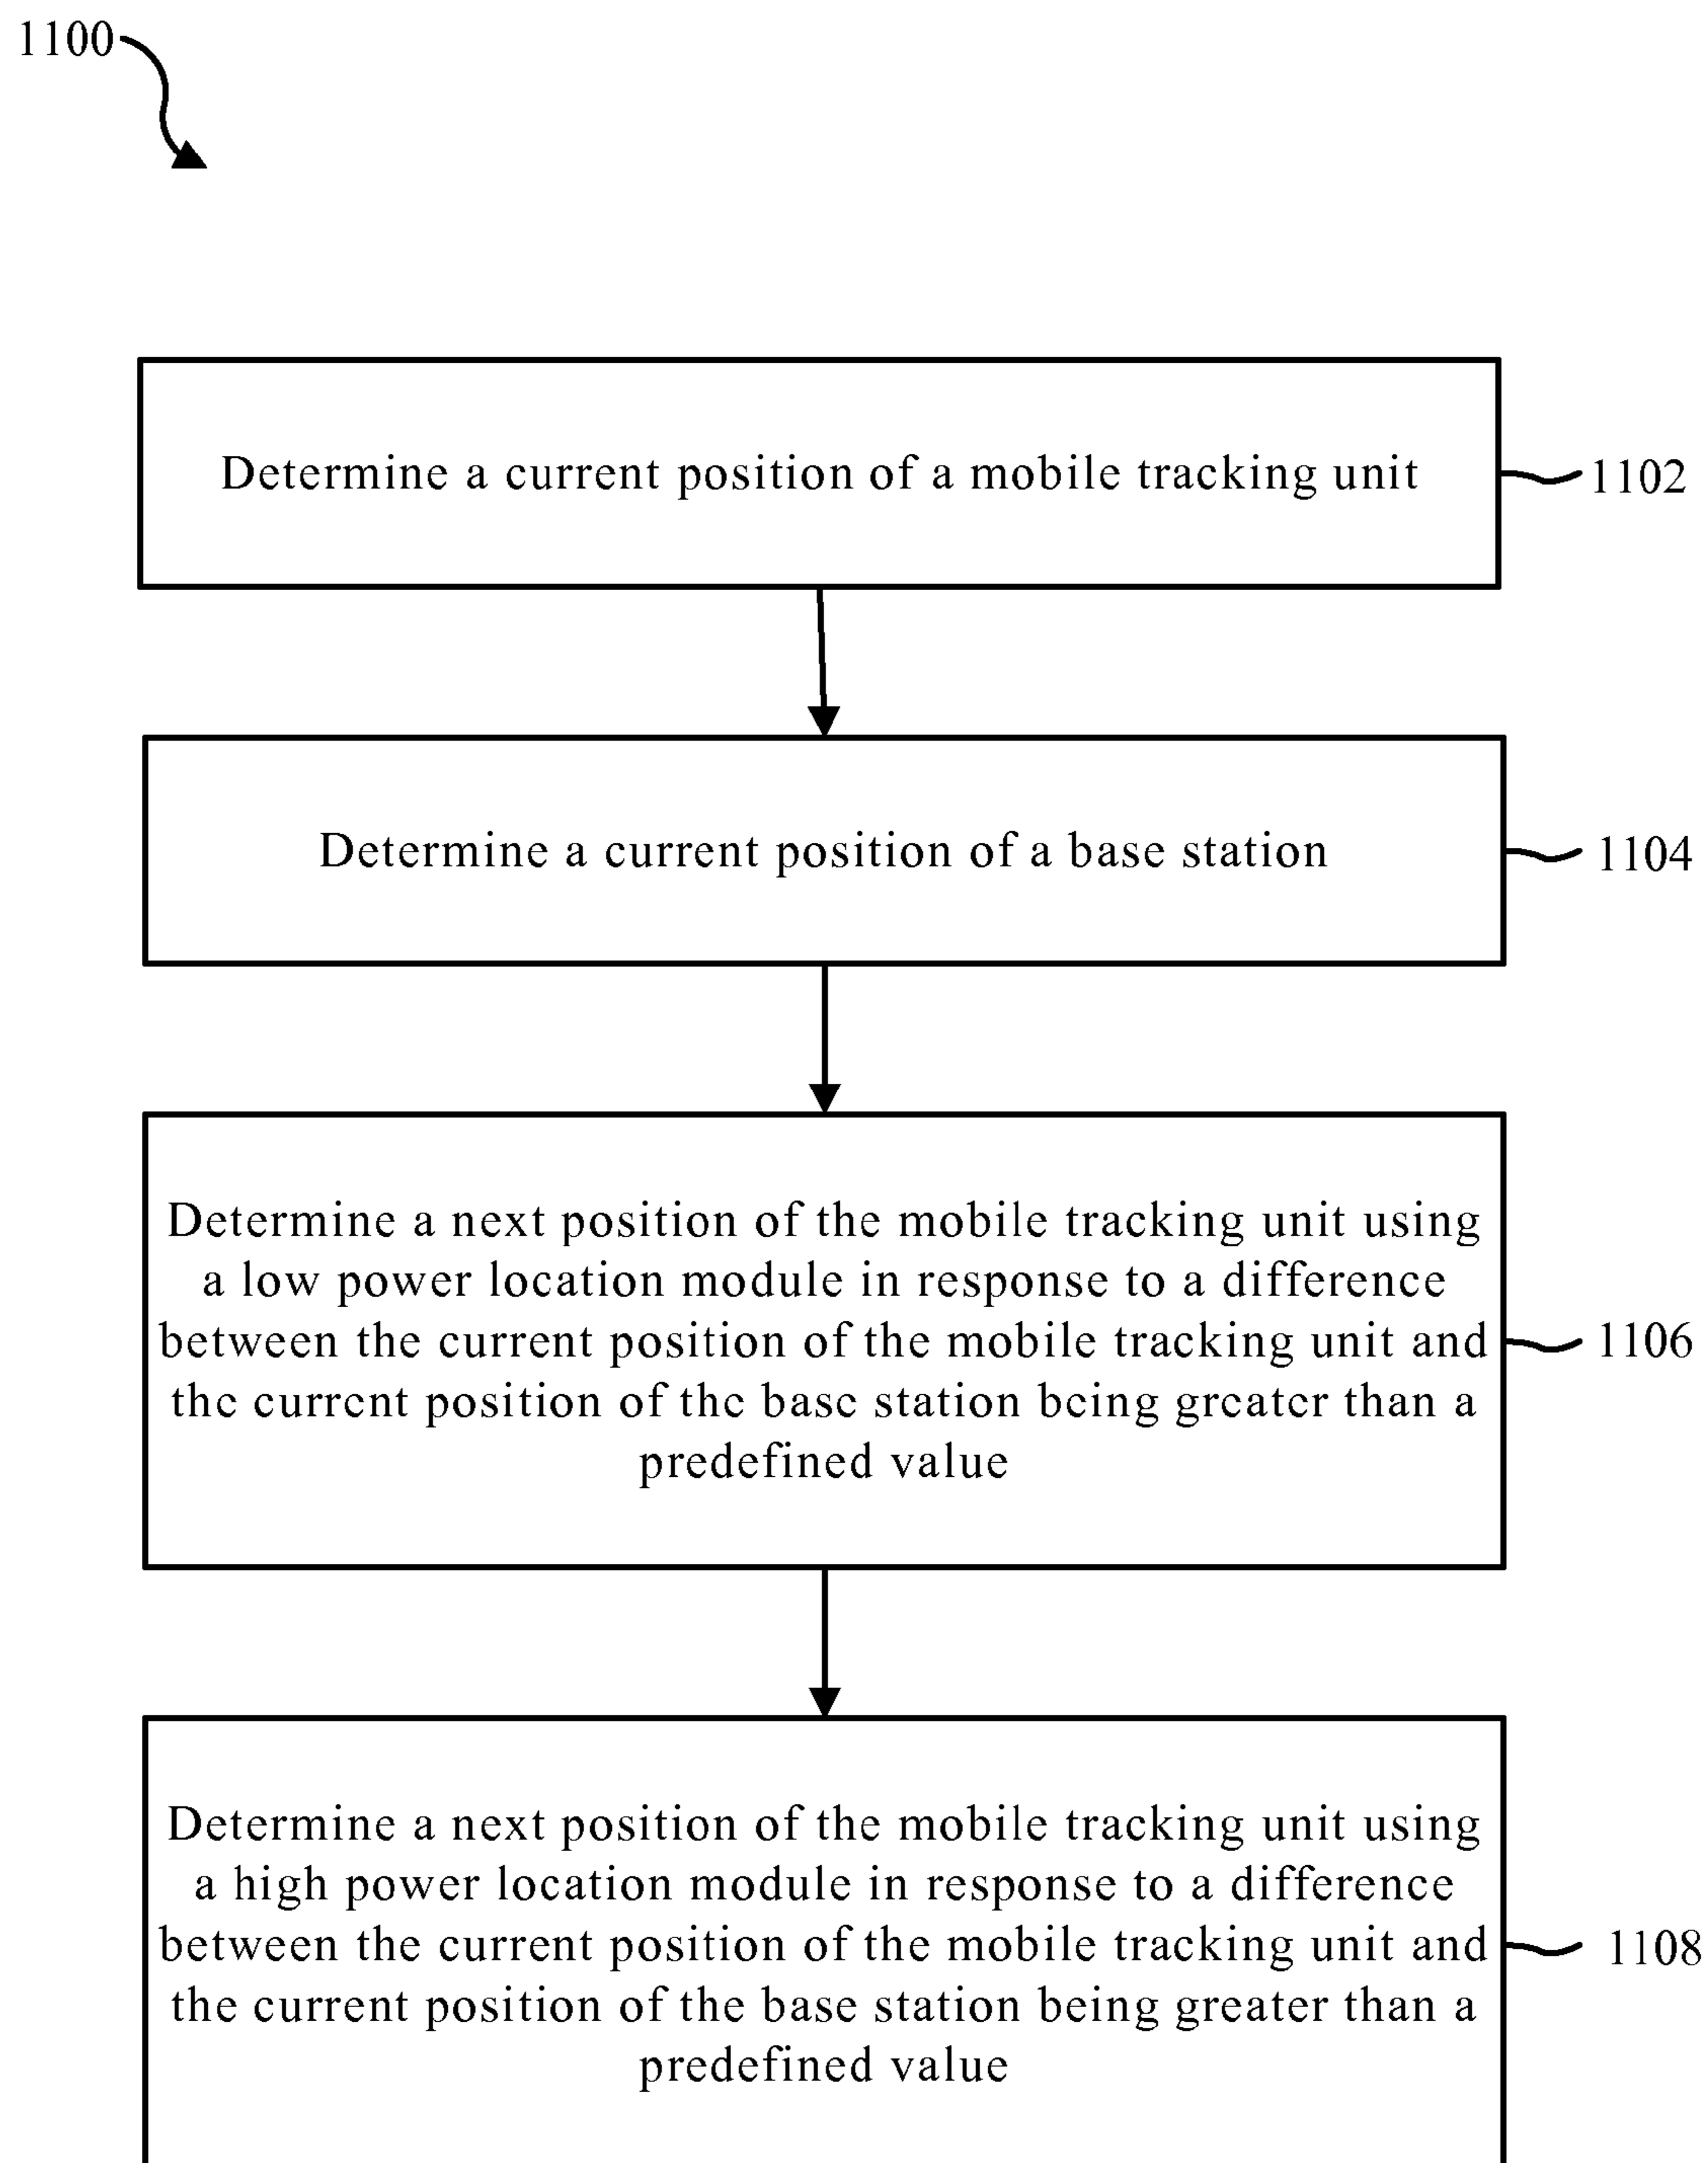 1100
Determine a current position of a mobile tracking unit
1102
Determine a current position of a base station
1104
Determine a next position of the mobile tracking unit using
a low power location module in response to a difference
between the current position of the mobile tracking unit and
the current position of the base station being greater than a
predefined value
1106
Determine a next position of the mobile tracking unit using
a high power location module in response to a difference
between the current position of the mobile tracking unit and
the current position of the base station being greater than a
predefined value
1108